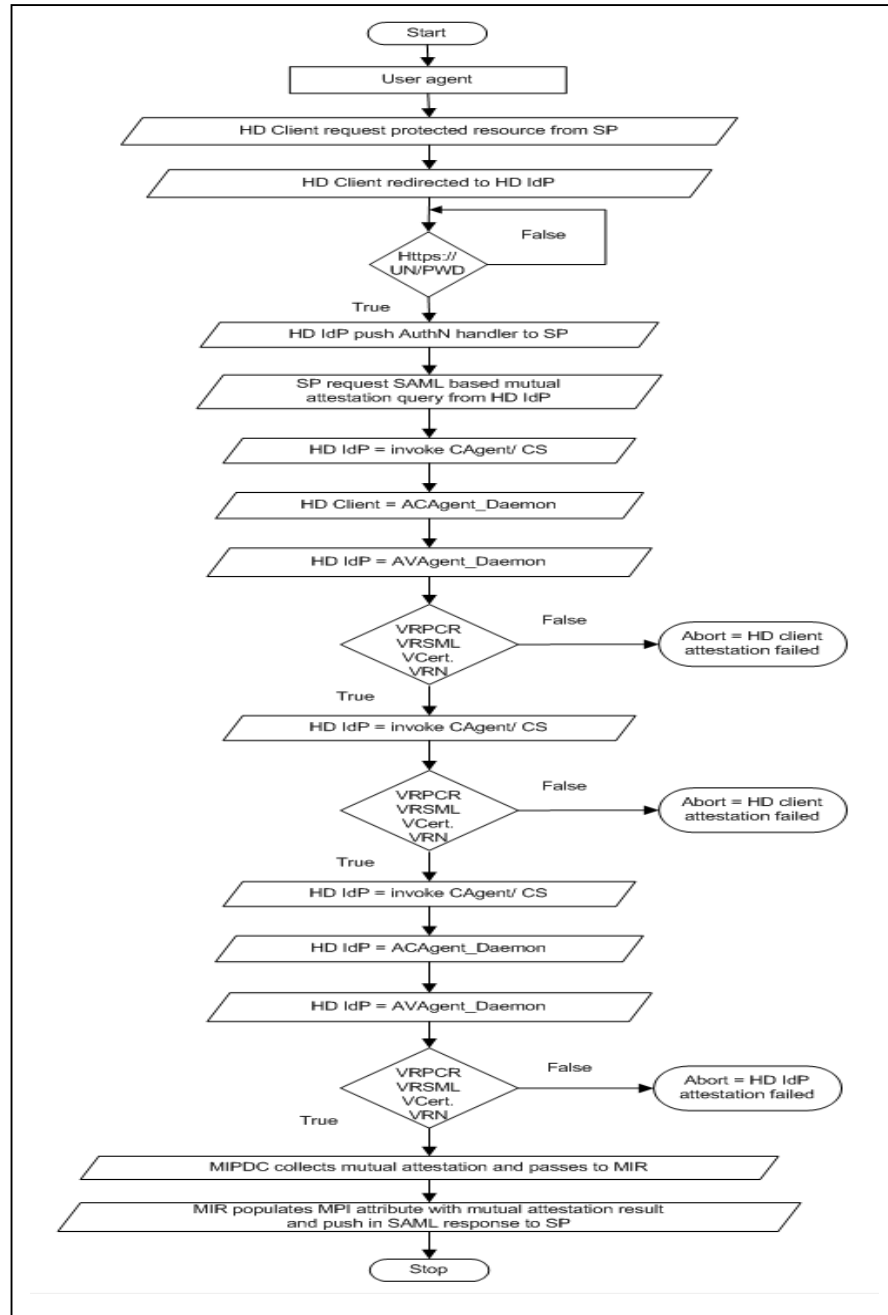 Start
User agent
HD Client request protected resource from SP
HD Client redirected to HD IdP
False
Https://
UN/PWD
True
HD IdP push AuthN handler to SP
SP request SAML based mutual
attestation query from HD IdP
HD IdP = invoke CAgent/ CS
HD Client = ACAgent_Daemon
HD IdP = AVAgent_Daemon
VRPCR
VRSML
VCert.
VRN
False
Abort = HD client
attestation failed
True
HD IdP = invoke CAgent/ CS
VRPCR
VRSML
VCert.
VRN
False
Abort = HD client
attestation failed
True
HD IdP = invoke CAgent/ CS
HD IdP = ACAgent_Daemon
HD IdP = AVAgent_Daemon
VRPCR
VRSML
VCert.
VRN
False
Abort = HD IdP
attestation failed
True
MIPDC collects mutual attestation and passes to MIR
MIR populates MPI attribute with mutual attestation result
and push in SAML response to SP
Stop